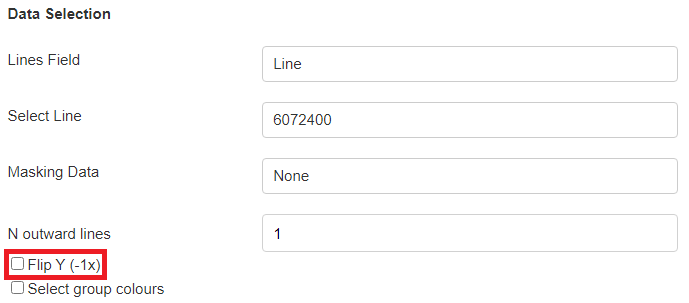 Data Selection
Lines Field Line
Select Line 6072400
Masking Data None
N outward lines 1
Flip Y (-1x)
Select group colours